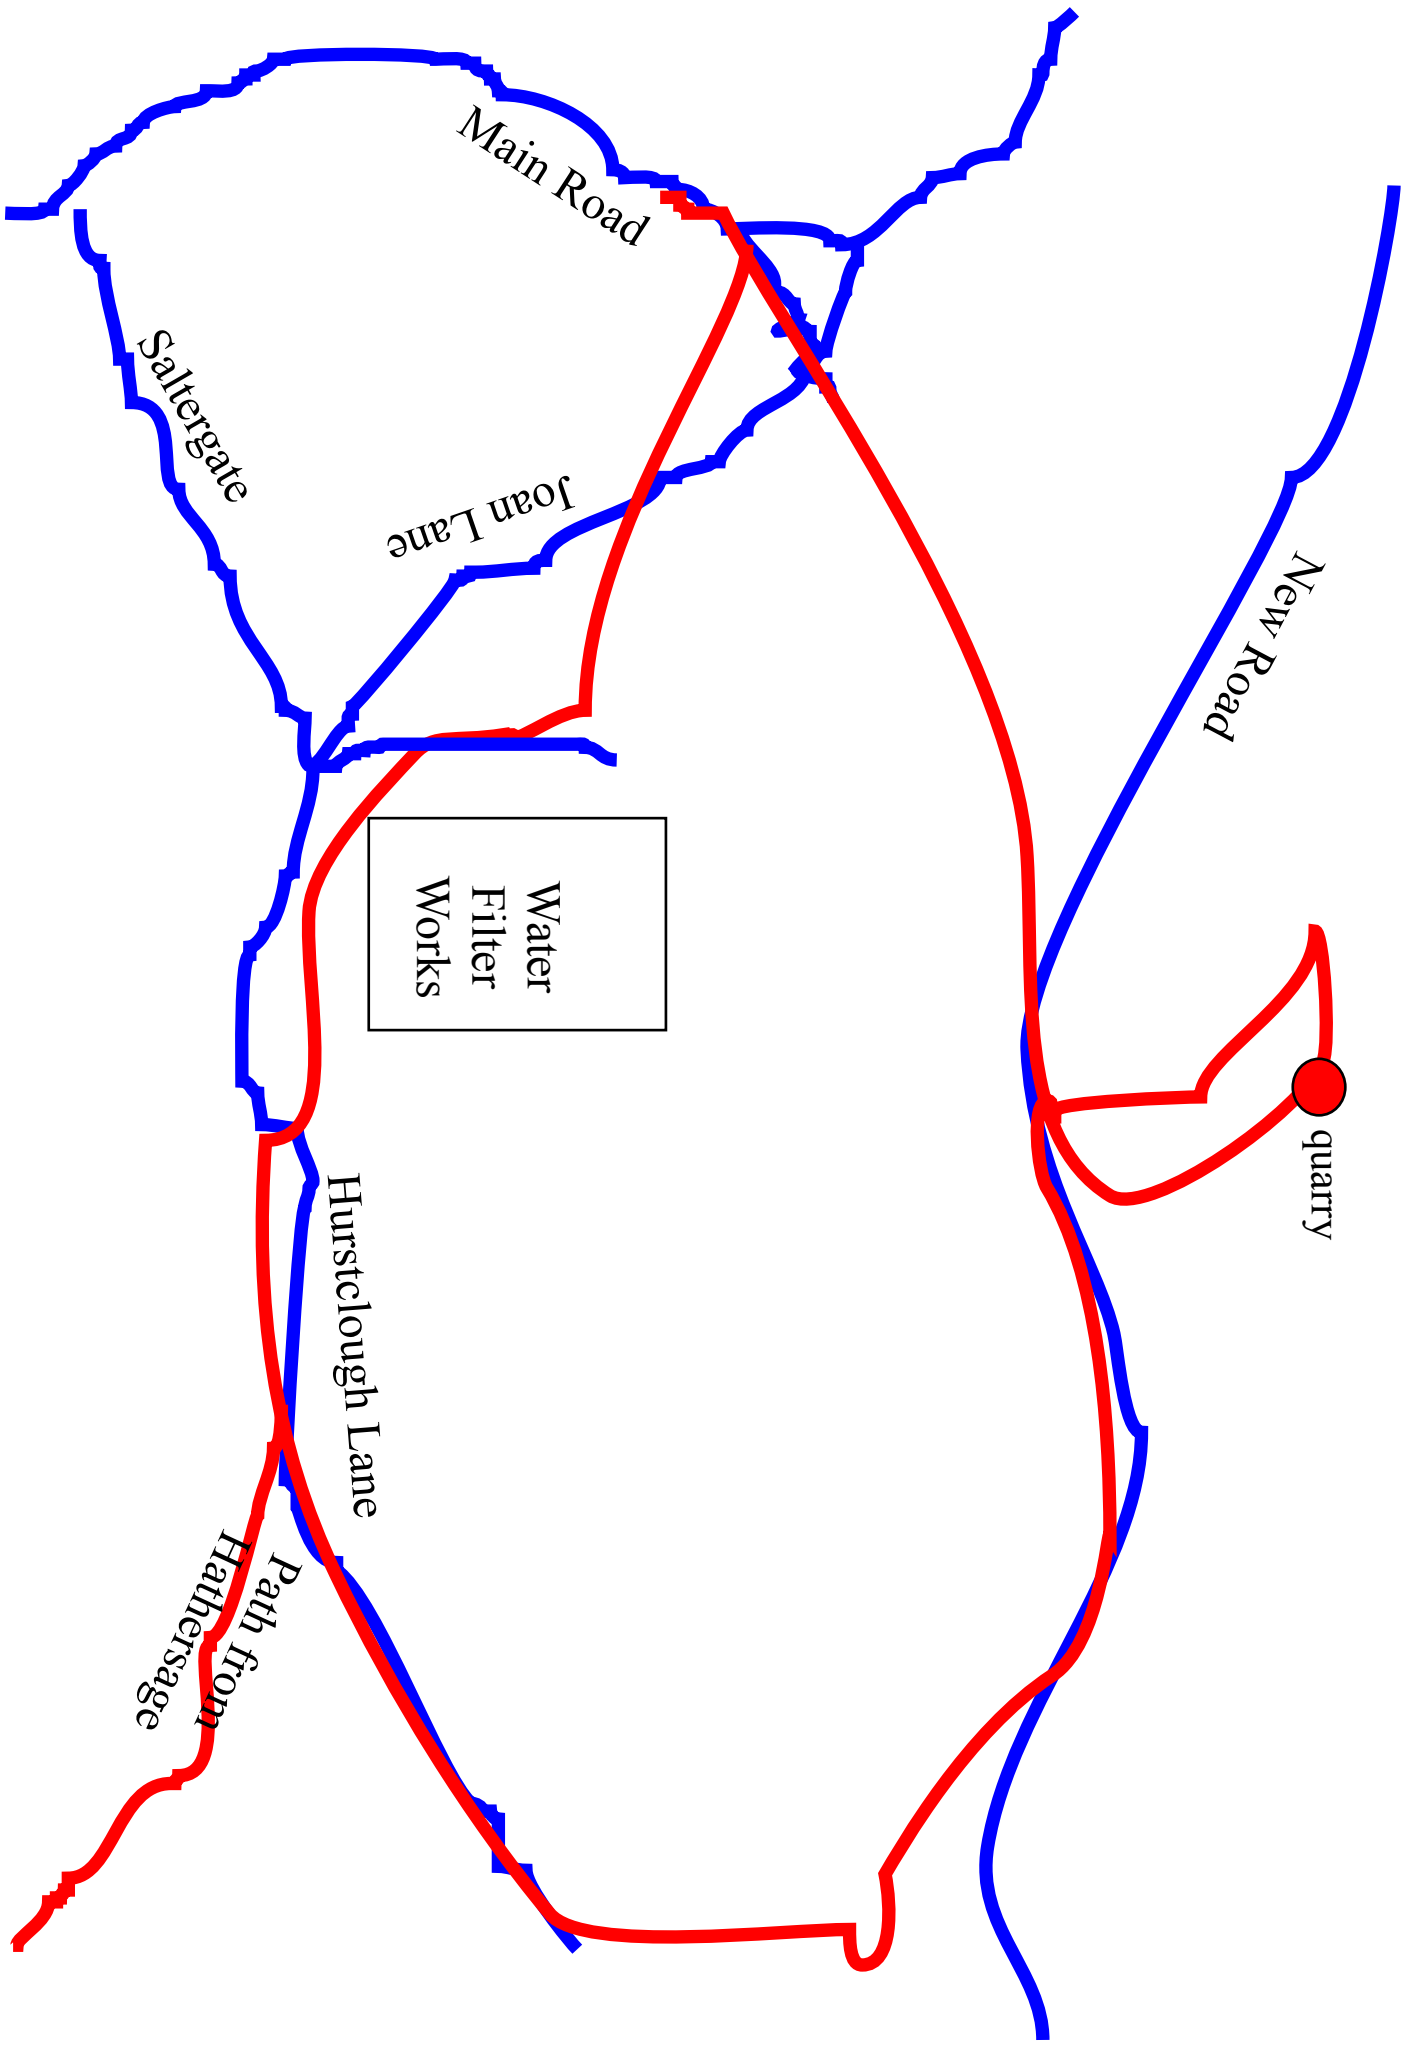 Main Road
Saltergate
Joan Lane
New Road
Water
Filter
Works
quarry
Hurstclough Lane
Path from
Hathersage